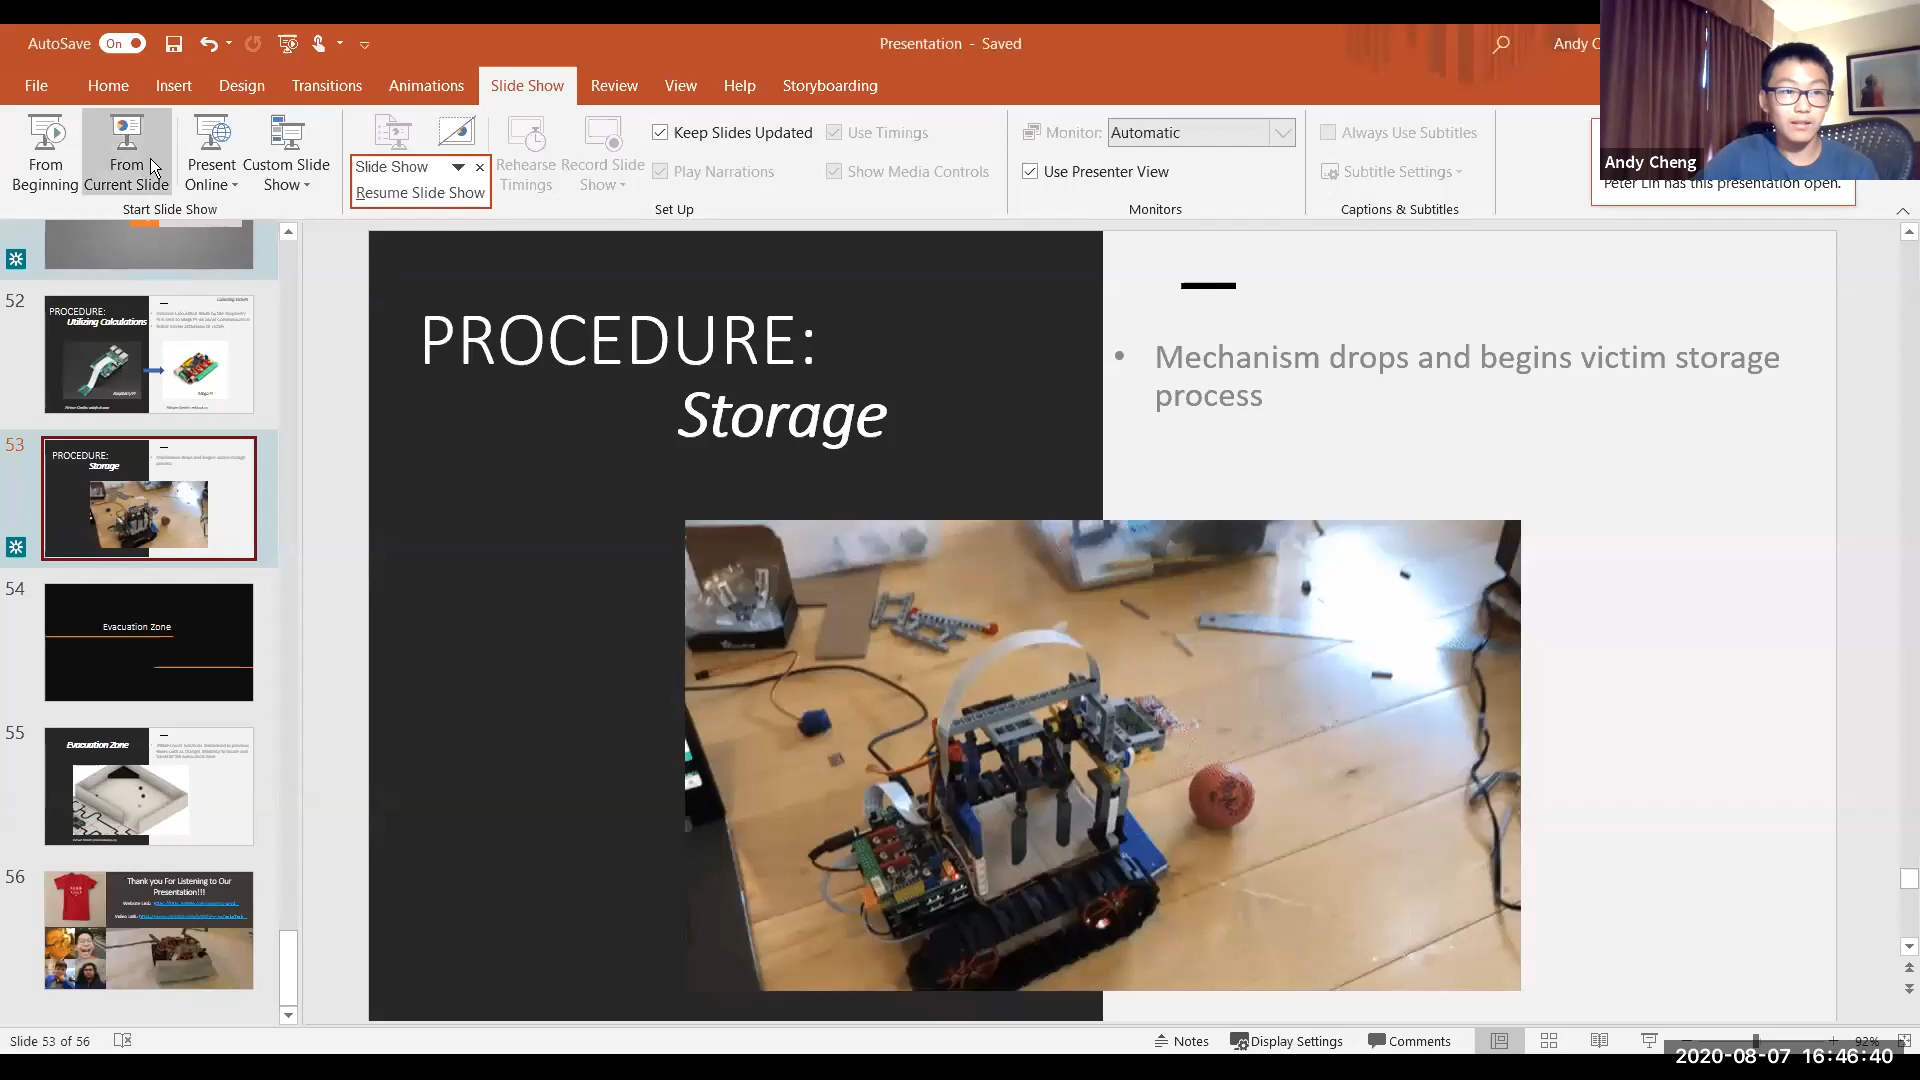 AutoSave On
Presentation - Saved
Andy C
File Home Insert Design Transitions Animations Slide Show Review View Help Storyboarding
From Beginning
From Current Slide
Present Online
Custom Slide Show
Start Slide Show
Slide Show
Resume Slide Show
Rehearse Timings
Record Slide Show
Keep Slides Updated
Play Narrations
Use Timings
Show Media Controls
Set Up
Monitor: Automatic
Use Presenter View
Monitors
Always Use Subtitles
Subtitle Settings
Captions & Subtitles
Andy Cheng
Peter Lin has this presentation open.
52
PROCEDURE:
Utilizing Calculations
53
PROCEDURE:
Storage
54
Evacuation Zone
55
Evacuation Zone
56
Thank you For Listening to Our
Presentation!!!
PROCEDURE:
Storage
• Mechanism drops and begins victim storage
process
Slide 53 of 56
Notes
Display Settings
Comments
92%
2020-08-07 16:46:40